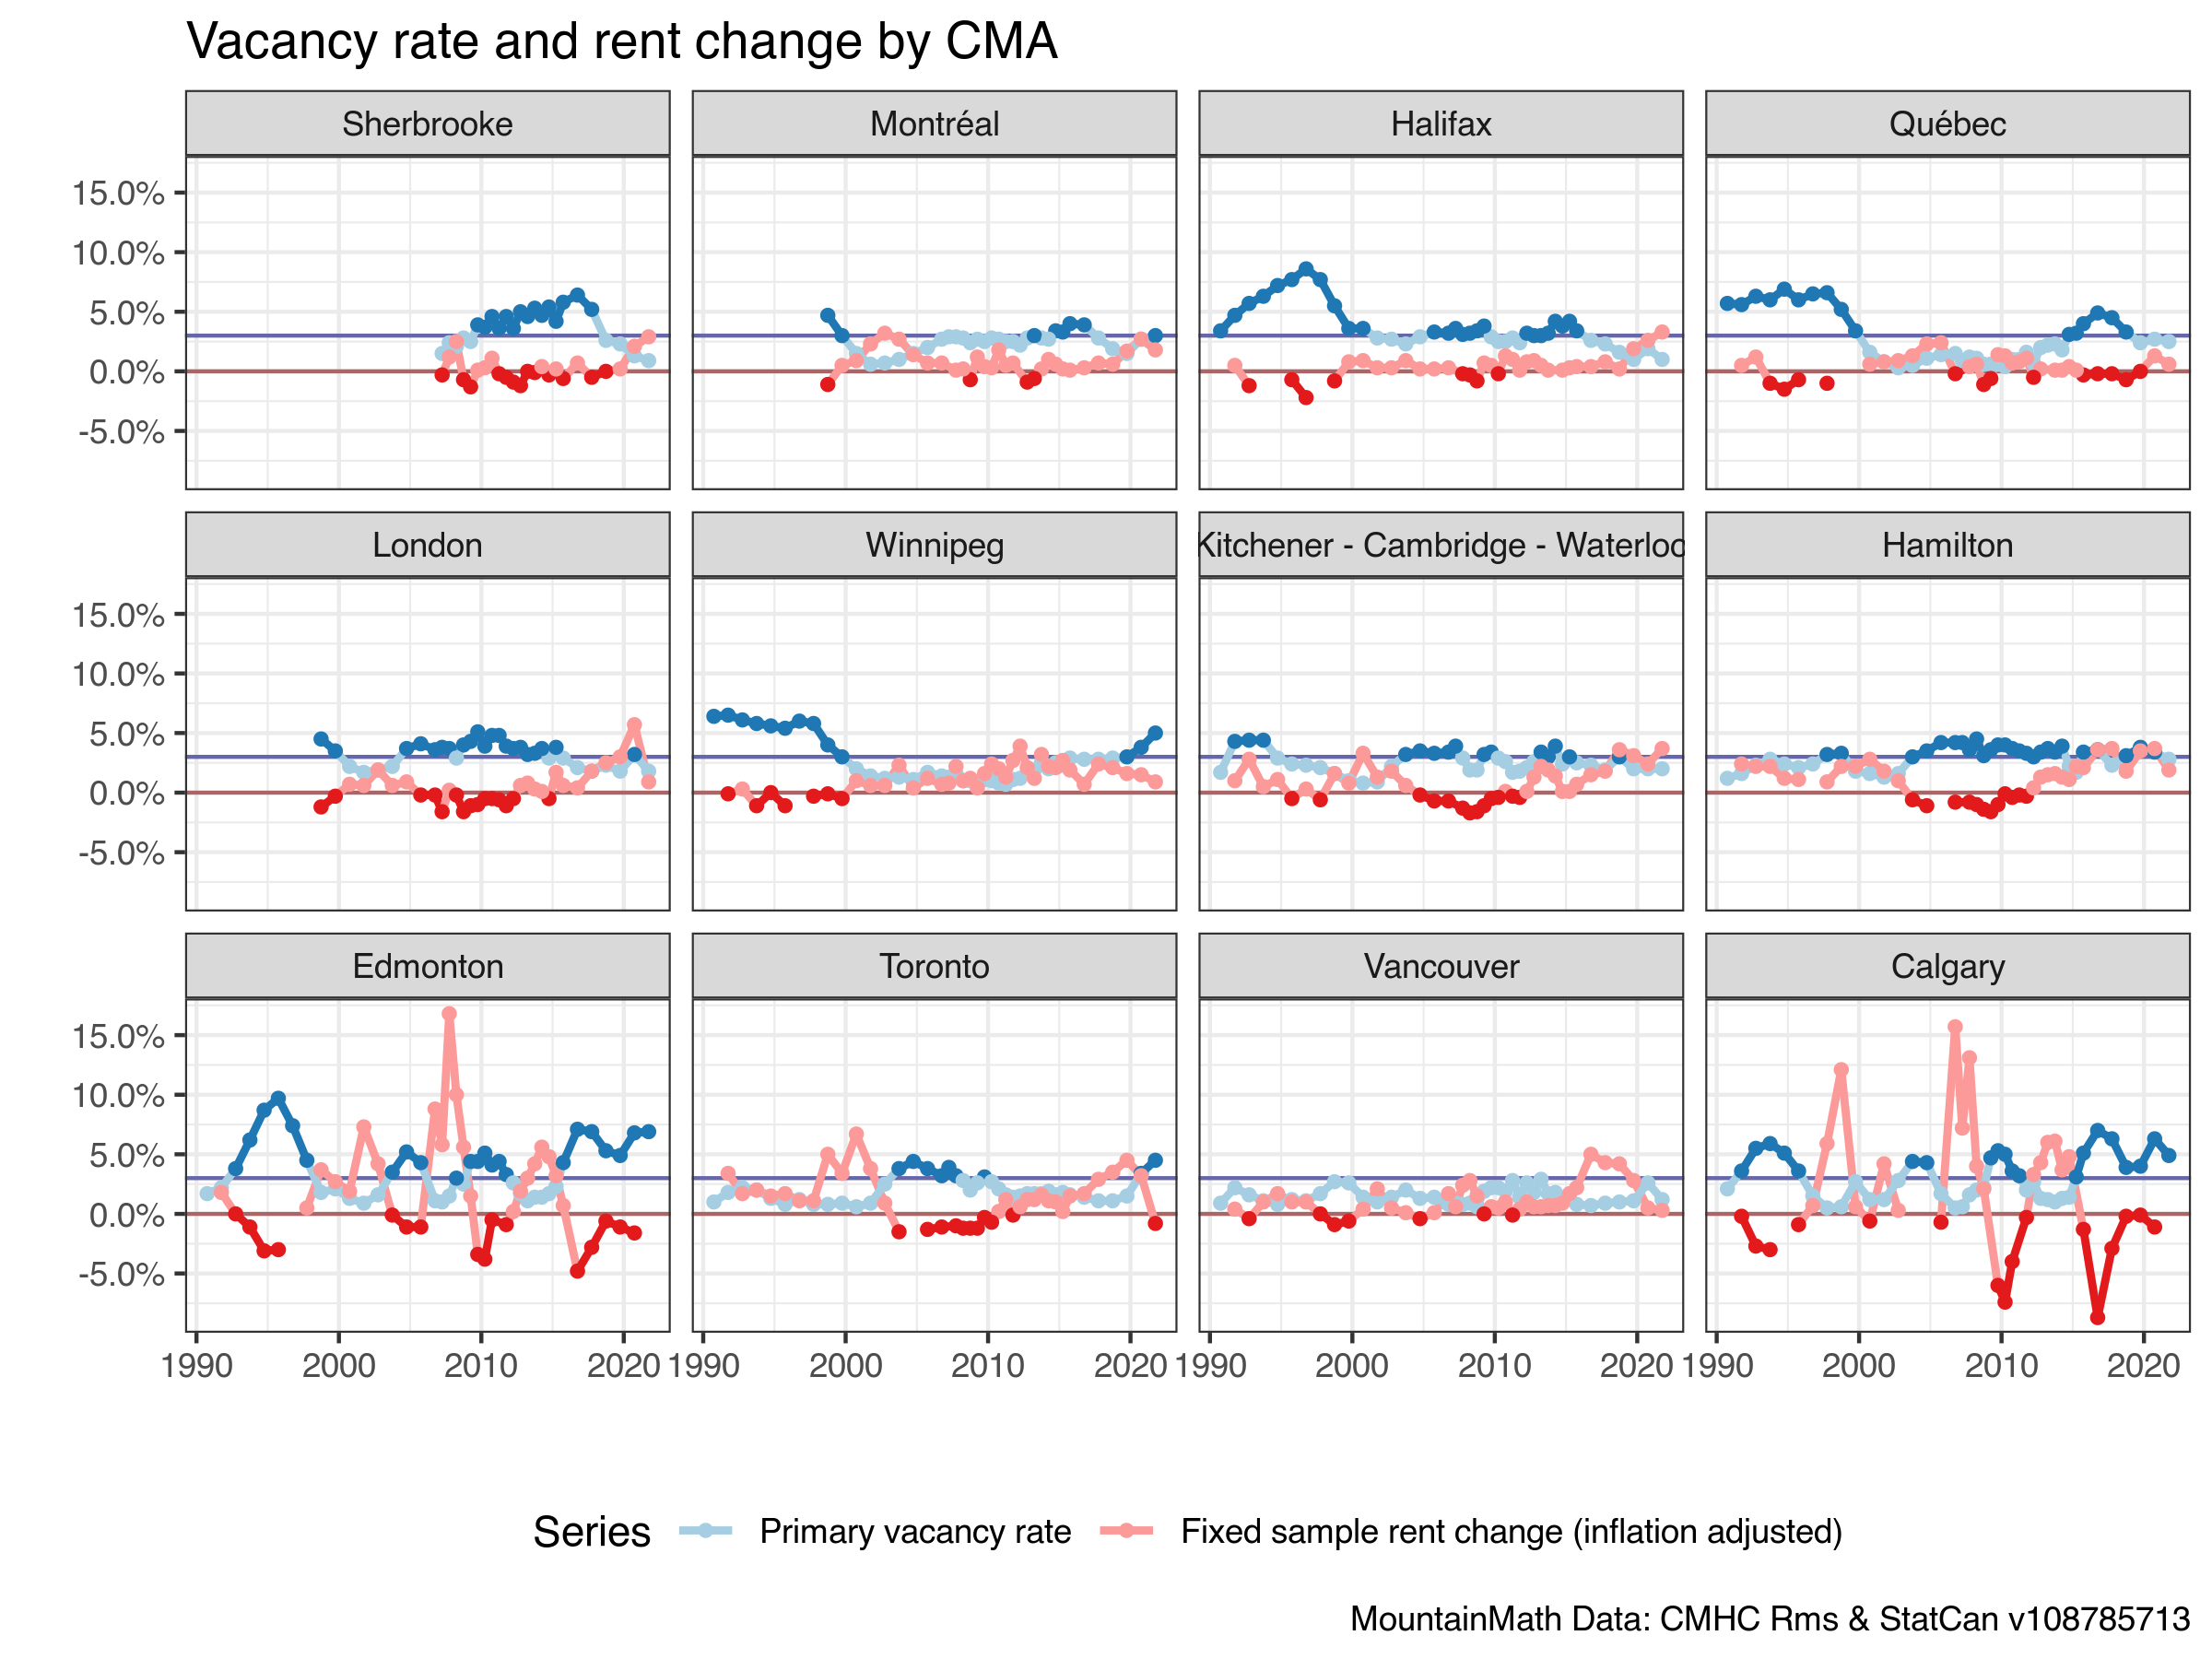 Vacancy rate and rent change by CMA
Sherbrooke
Montréal
Halifax
Québec
15.0%
10.0%
5.0%
0.0%
-5.0%
London
Winnipeg
Kitchener - Cambridge - Waterloo
Hamilton
15.0%
10.0%
5.0%
0.0%
-5.0%
Edmonton
Toronto
Vancouver
Calgary
15.0%
10.0%
5.0%
0.0%
-5.0%
1990 2000 2010 2020 1990 2000 2010 2020 1990 2000 2010 2020 1990 2000 2010 2020
Series Primary vacancy rate Fixed sample rent change (inflation adjusted)
MountainMath Data: CMHC Rms & StatCan v108785713